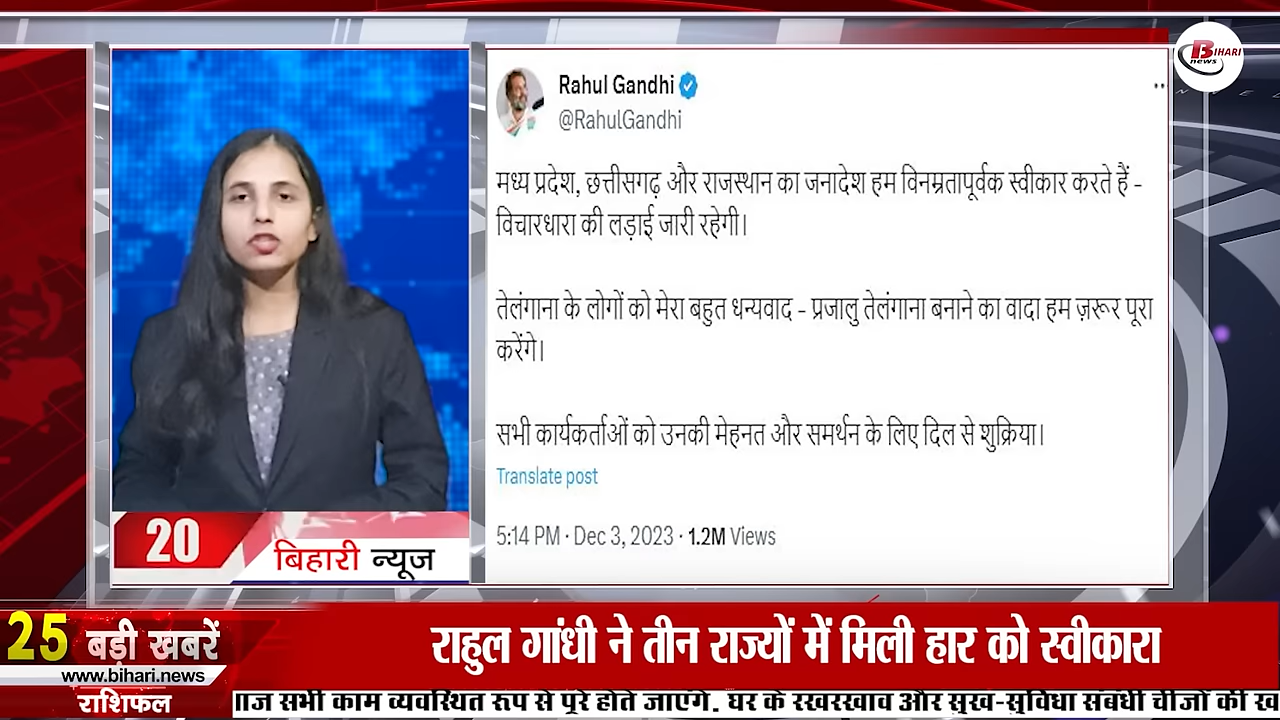 BIHARI
news
Rahul Gandhi
@RahulGandhi
मध्य प्रदेश, छत्तीसगढ़ और राजस्थान का जनादेश हम विनम्रतापूर्वक स्वीकार करते हैं -
विचारधारा की लड़ाई जारी रहेगी।
तेलंगाना के लोगों को मेरा बहुत धन्यवाद - प्रजालु तेलंगाना बनाने का वादा हम ज़रूर पूरा
करेंगे।
सभी कार्यकर्ताओं को उनकी मेहनत और समर्थन के लिए दिल से शुक्रिया।
Translate post
5:14 PM · Dec 3, 2023 · 1.2M Views
20
बिहारी न्यूज
25 बड़ी खबरें
www.bihari.news
राहुल गांधी ने तीन राज्यों में मिली हार को स्वीकारा
राशिफल
सभी काम व्यवस्थित रूप से पूरे होते जाएंगे. घर के रखरखाव और सुख-सुविधा संबंधी चीजों की